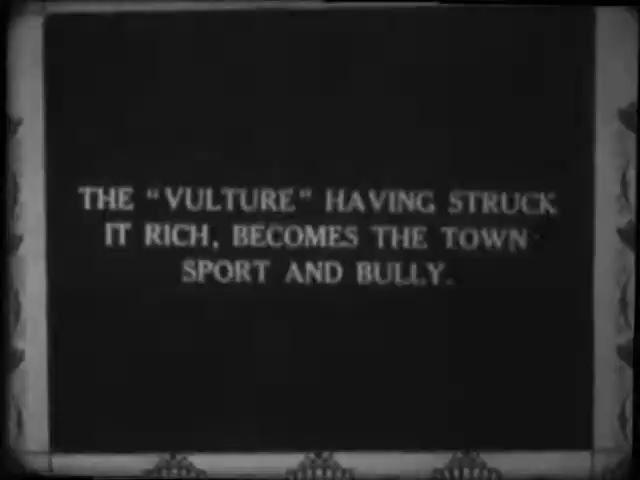 THE "VULTURE" HAVING STRUCK
IT RICH, BECOMES THE TOWN
SPORT AND BULLY.